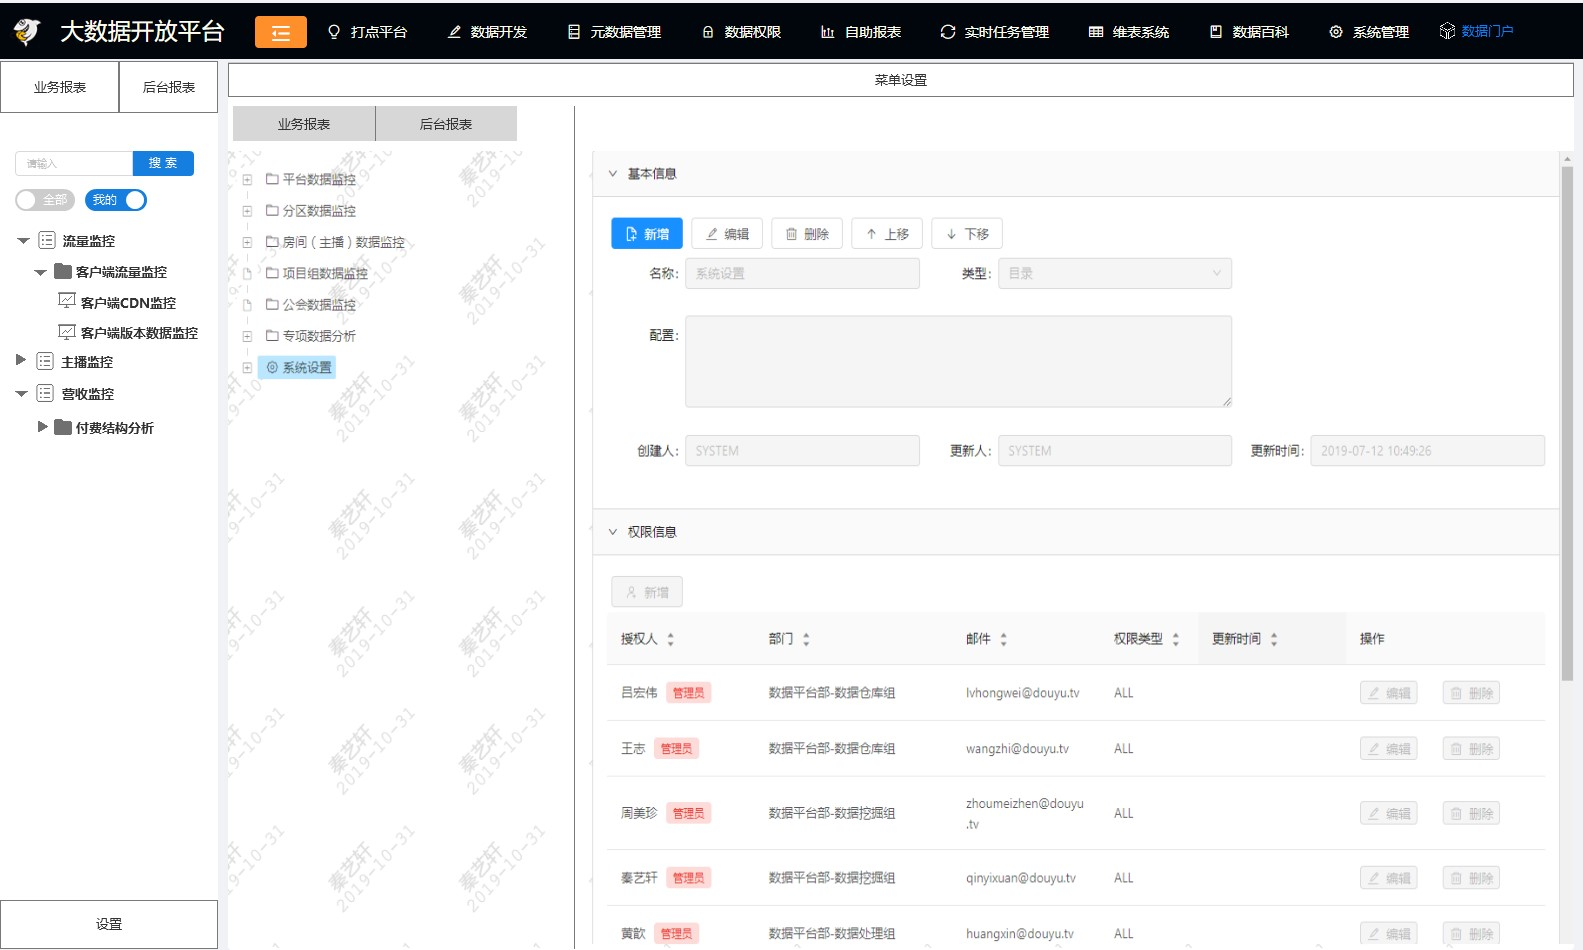 大数据开放平台
打点平台
数据开发
元数据管理
数据权限
自助报表
实时任务管理
维表系统
数据百科
系统管理
数据门户
业务报表
后台报表
请输入
搜 索
全部
我的
流量监控
客户端流量监控
客户端CDN监控
客户端版本数据监控
主播监控
营收监控
付费结构分析
设置
菜单设置
业务报表
后台报表
平台数据监控
分区数据监控
房间（主播）数据监控
项目组数据监控
公会数据监控
专项数据分析
系统设置
秦艺轩
2019-10-31
基本信息
新增
编辑
删除
上移
下移
名称:
系统设置
类型:
目录
配置:
创建人:
SYSTEM
更新人:
SYSTEM
更新时间:
2019-07-12 10:49:26
权限信息
新增
授权人
部门
邮件
权限类型
更新时间
操作
吕宏伟
管理员
数据平台部-数据仓库组
lvhongwei@douyu.tv
ALL
编辑
删除
王志
管理员
数据平台部-数据仓库组
wangzhi@douyu.tv
ALL
编辑
删除
周美珍
管理员
数据平台部-数据挖掘组
zhoumeizhen@douyu
.tv
ALL
编辑
删除
秦艺轩
管理员
数据平台部-数据挖掘组
qinyixuan@douyu.tv
ALL
编辑
删除
黄歆
管理员
数据平台部-数据处理组
huangxin@douyu.tv
ALL
编辑
删除